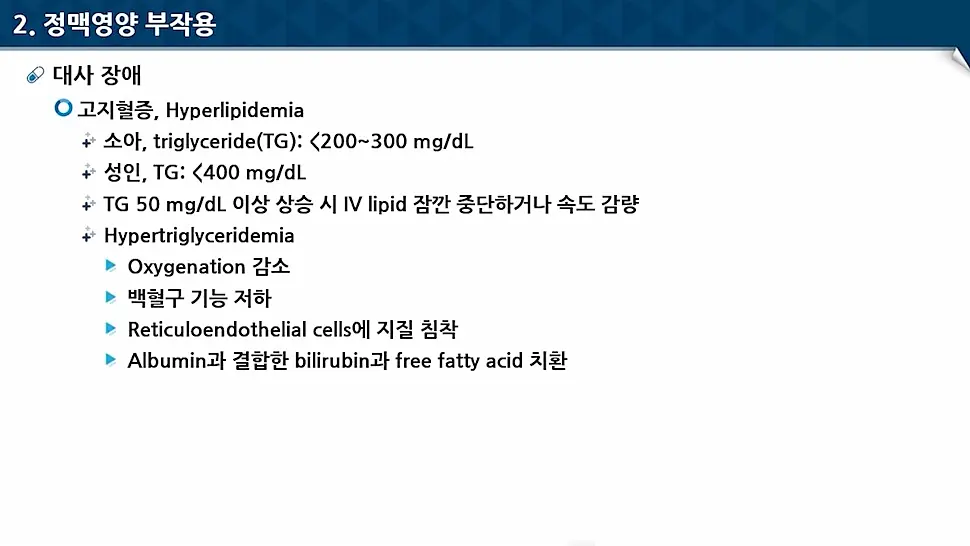 2. 정맥영양 부작용
대사 장애
고지혈증, Hyperlipidemia
소아, triglyceride(TG): <200~300 mg/dL
성인, TG: <400 mg/dL
TG 50 mg/dL 이상 상승 시 IV lipid 잠깐 중단하거나 속도 감량
Hypertriglyceridemia
Oxygenation 감소
백혈구 기능 저하
Reticuloendothelial cells에 지질 침착
Albumin과 결합한 bilirubin과 free fatty acid 치환